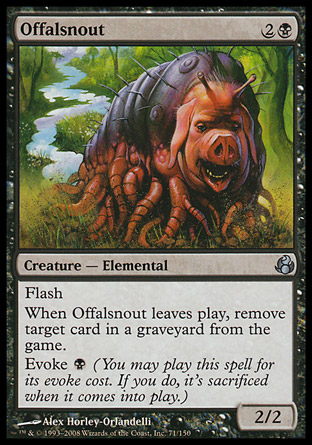 Offalsnout 2
Creature — Elemental
Flash
When Offalsnout leaves play, remove
target card in a graveyard from the
game.
Evoke (You may play this spell for
its evoke cost. If you do, it's sacrificed
when it comes into play.)
Alex Horley-Orlandelli
™ & © 1993–2008 Wizards of the Coast, Inc. 71/150
2/2